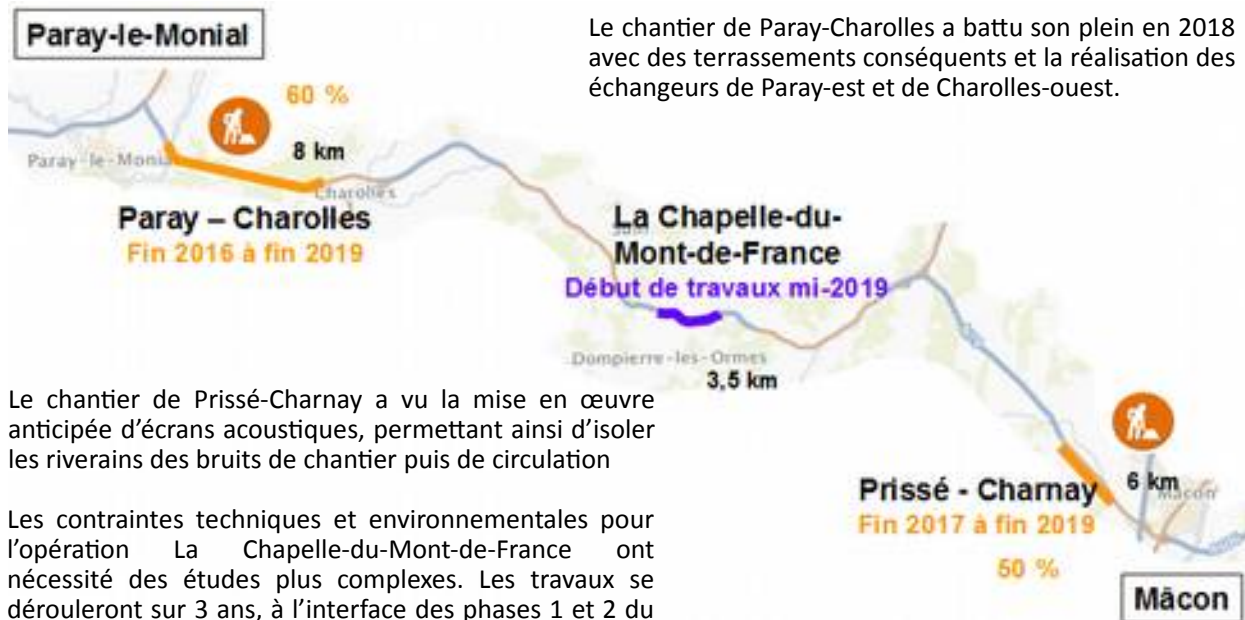 Paray-le-Monial
Le chantier de Paray-Charolles a battu son plein en 2018
avec des terrassements conséquents et la réalisation des
échangeurs de Paray-est et de Charolles-ouest.
60 %
8 km
Paray-le-Monial
Charolles
Paray – Charolles
Fin 2016 à fin 2019
La Chapelle-du-
Mont-de-France
Début de travaux mi-2019
Dompierre-les-Ormes
3,5 km
Le chantier de Prissé-Charnay a vu la mise en œuvre
anticipée d’écrans acoustiques, permettant ainsi d’isoler
les riverains des bruits de chantier puis de circulation
Prissé - Charnay
Fin 2017 à fin 2019
50 %
6 km
Mâcon
Les contraintes techniques et environnementales pour
l’opération La Chapelle-du-Mont-de-France ont
nécessité des études plus complexes. Les travaux se
dérouleront sur 3 ans, à l’interface des phases 1 et 2 du
Mâcon